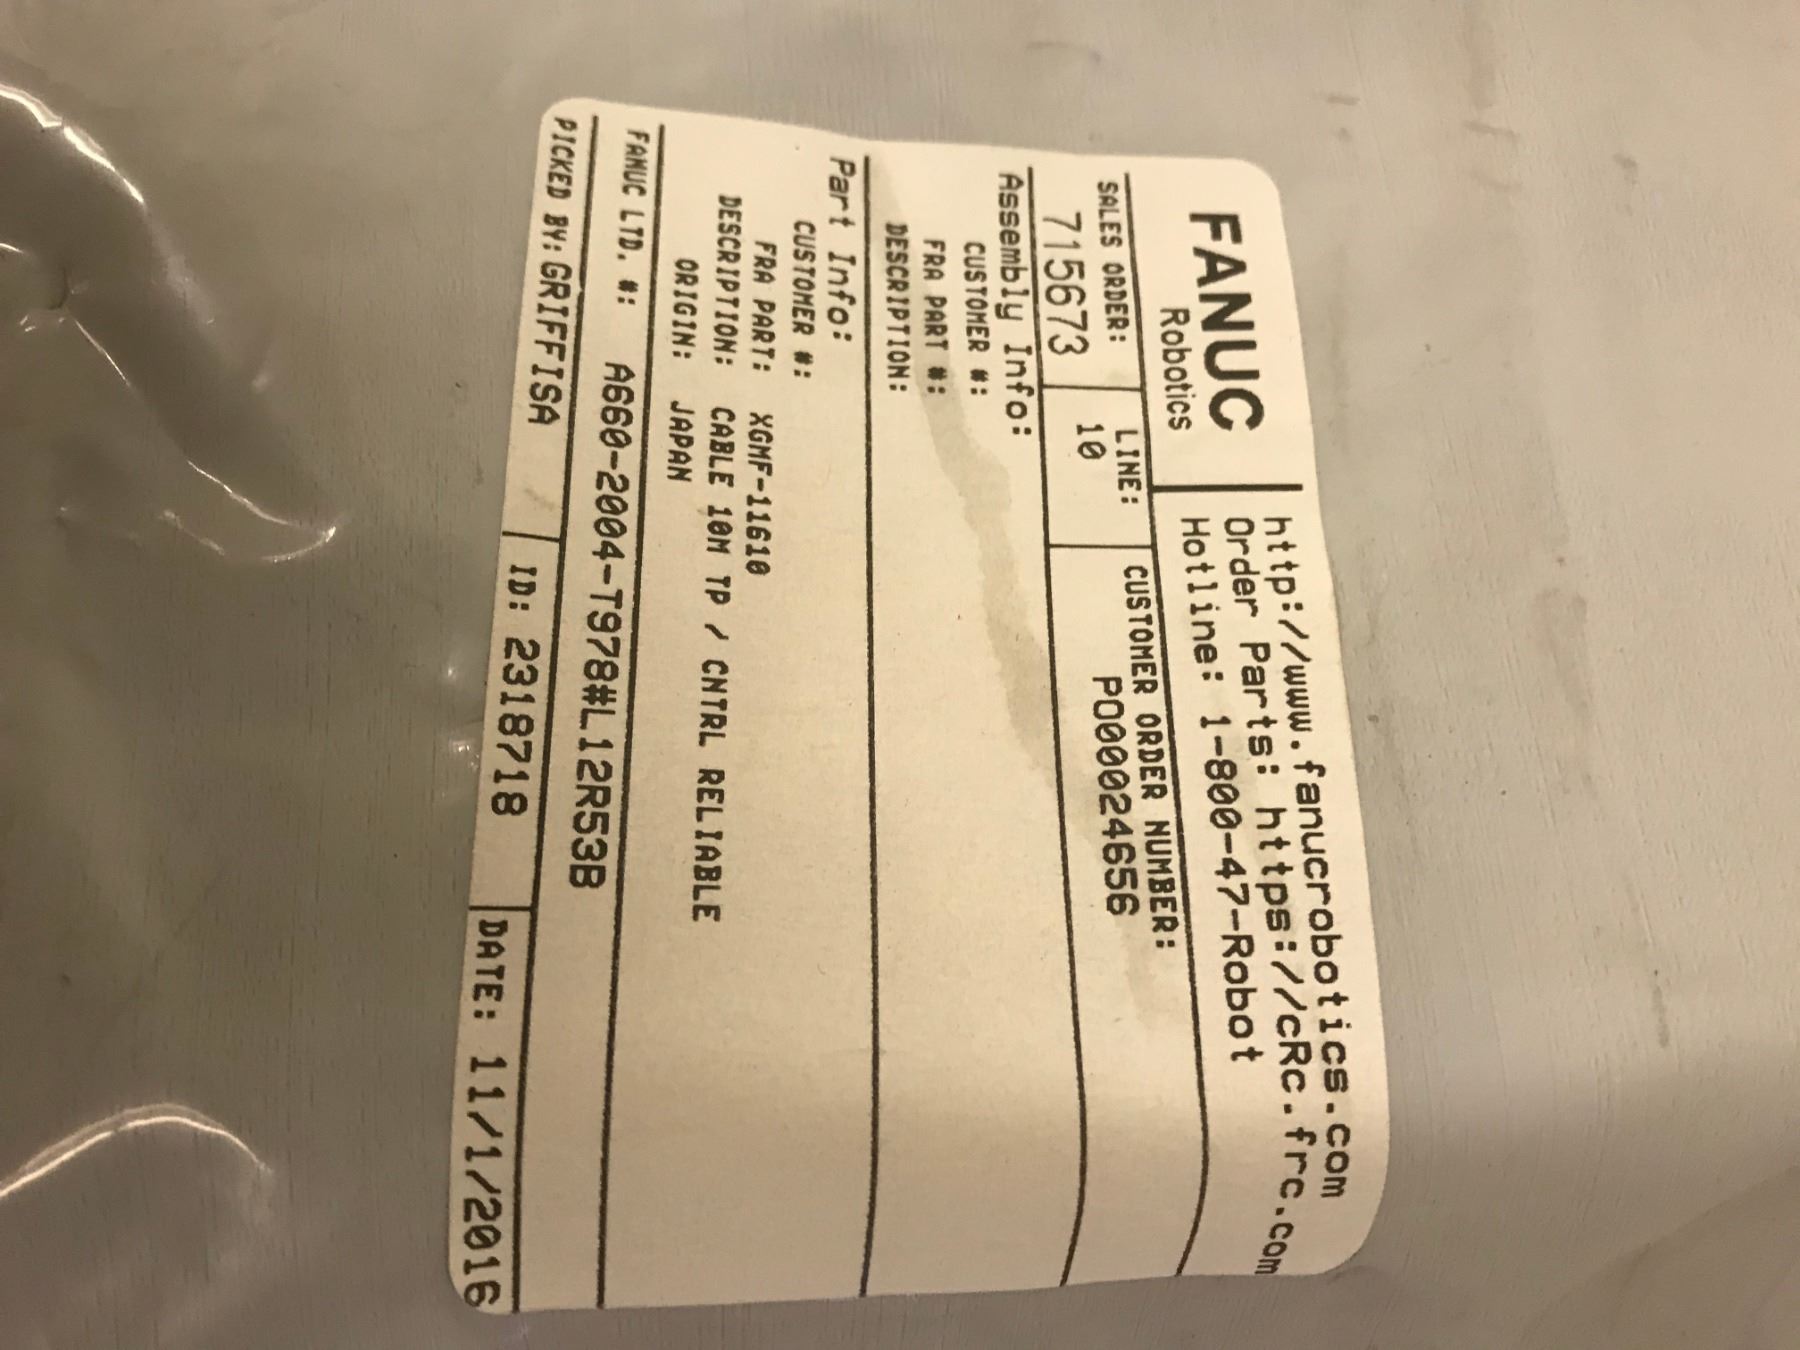 FANUC
Robotics
http://www.fanucrobotics.com
Order Parts: https://cRc.frc.com
Hotline: 1-800-47-Robot
SALES ORDER:
715673
LINE:
10
CUSTOMER ORDER NUMBER:
PO00024656
Assembly Info:
CUSTOMER #:
FRA PART #:
DESCRIPTION:
Part Info:
CUSTOMER #:
FRA PART: XGMF-11610
DESCRIPTION: CABLE 10M TP / CNTRL RELIABLE
ORIGIN: JAPAN
FANUC LTD. #: A660-2004-T978#L12R53B
PICKED BY: GRIFFISA
ID: 2318718
DATE: 11/1/2016